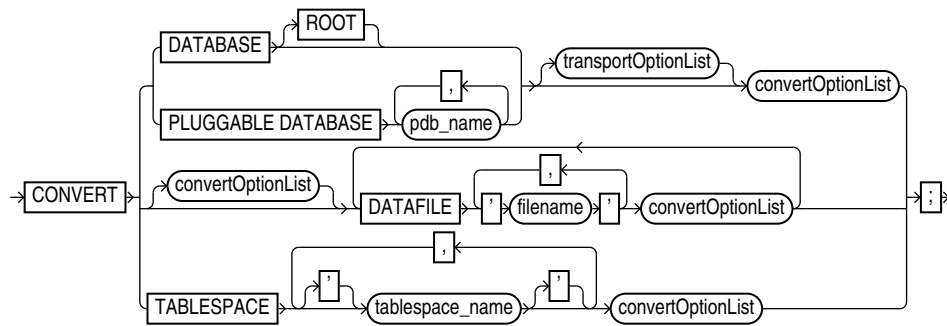 ROOT
DATABASE
transportOptionList
,
convertOptionList
PLUGGABLE DATABASE pdb_name
convertOptionList
,
CONVERT
DATAFILE ' filename ' convertOptionList
;
,
' '
TABLESPACE tablespace_name convertOptionList